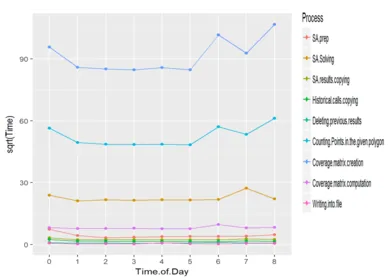 Process
SA.prep
SA.Solving
SA.results.copying
Historical.calls.copying
Deleting.previous.results
Counting.Points.in.the.given.polygon
Coverage.matrix.creation
Coverage.matrix.computation
Writing.into.file
sqrt(Time)
90
60
30
0
0 1 2 3 4 5 6 7 8
Time.of.Day